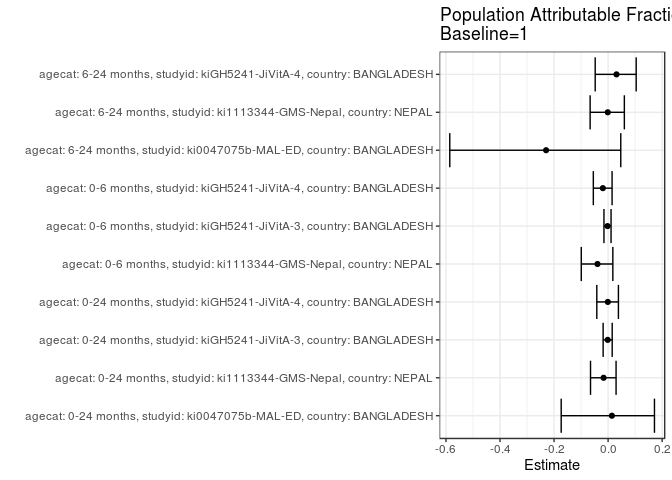 Population Attributable Fracti
Baseline=1
agecat: 6-24 months, studyid: kiGH5241-JiVitA-4, country: BANGLADESH
agecat: 6-24 months, studyid: ki1113344-GMS-Nepal, country: NEPAL
agecat: 6-24 months, studyid: ki0047075b-MAL-ED, country: BANGLADESH
agecat: 0-6 months, studyid: kiGH5241-JiVitA-4, country: BANGLADESH
agecat: 0-6 months, studyid: kiGH5241-JiVitA-3, country: BANGLADESH
agecat: 0-6 months, studyid: ki1113344-GMS-Nepal, country: NEPAL
agecat: 0-24 months, studyid: kiGH5241-JiVitA-4, country: BANGLADESH
agecat: 0-24 months, studyid: kiGH5241-JiVitA-3, country: BANGLADESH
agecat: 0-24 months, studyid: ki1113344-GMS-Nepal, country: NEPAL
agecat: 0-24 months, studyid: ki0047075b-MAL-ED, country: BANGLADESH
-0.6 -0.4 -0.2 0.0 0.2
Estimate